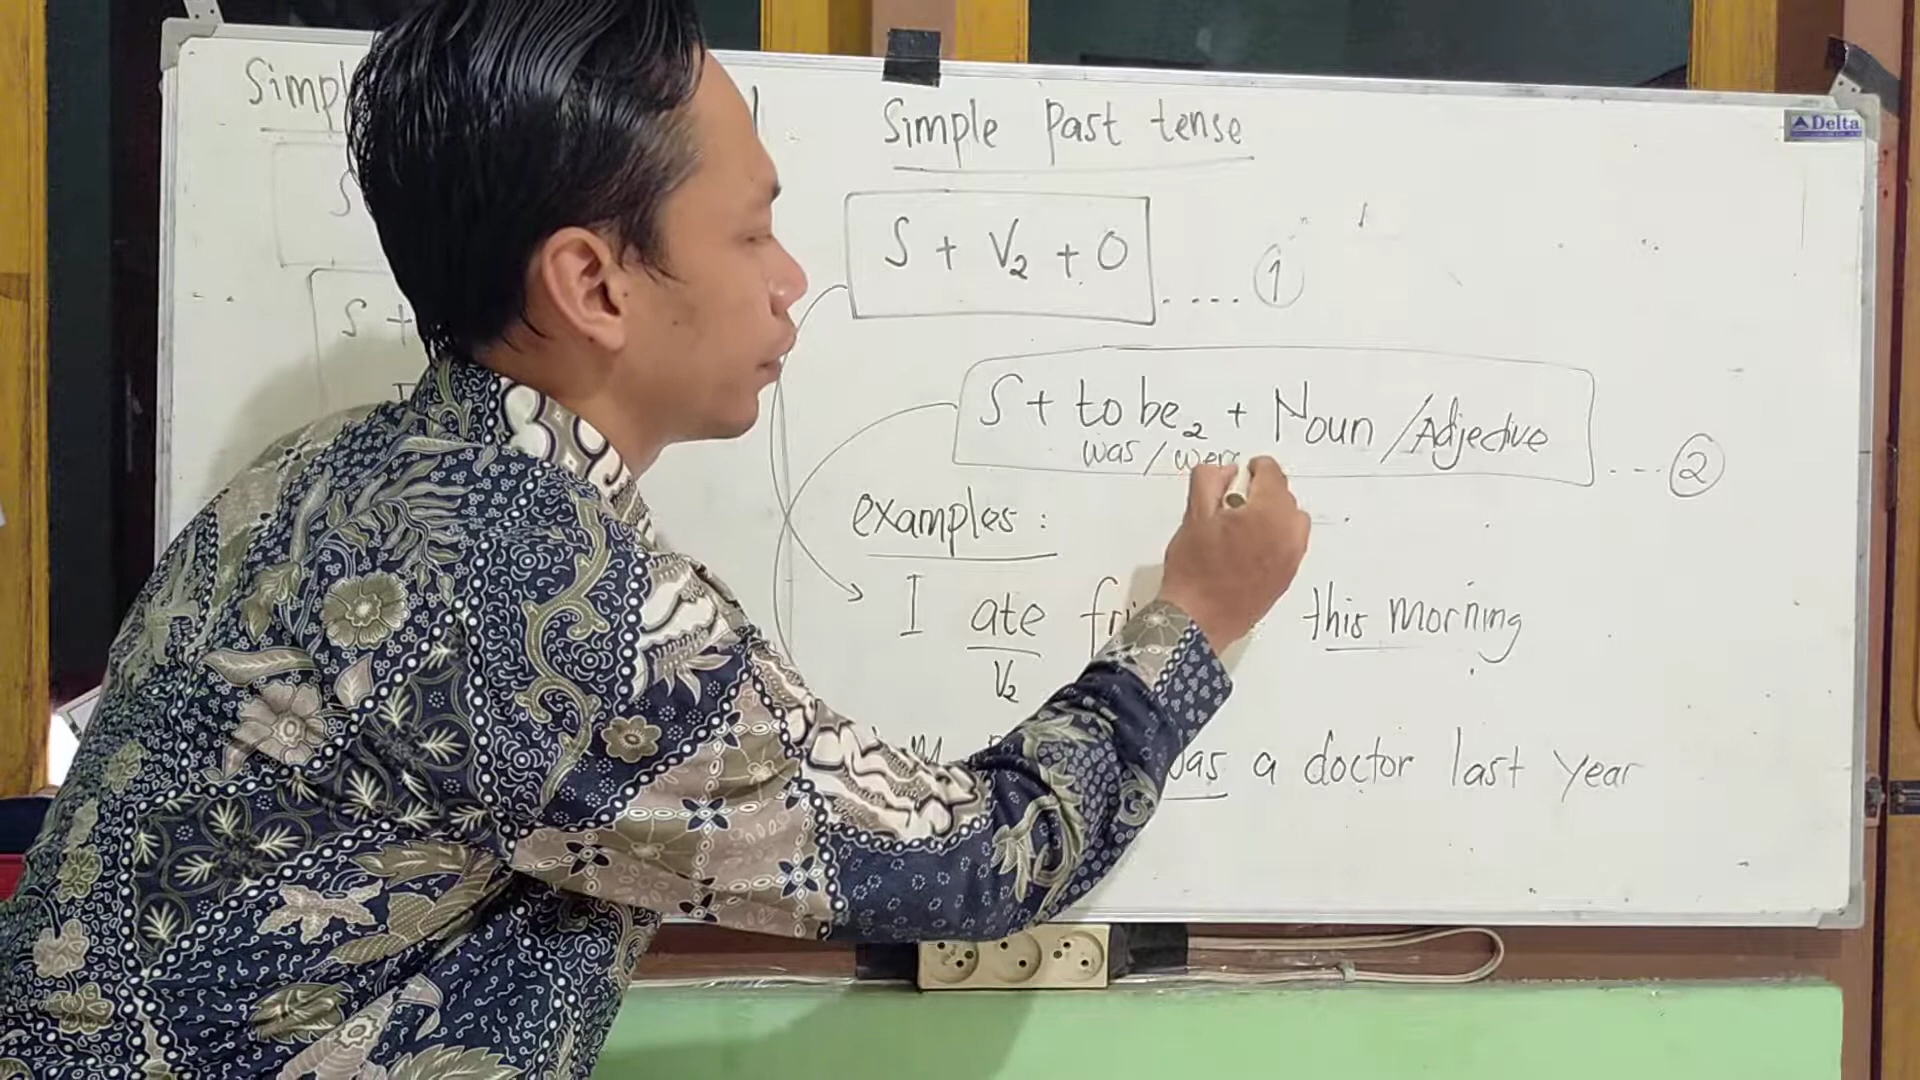 Simple Past tense
Delta
S
S + V2 + O
.... 1
S +
S + to be2 + Noun / Adjective
was / were
--- 2
examples :
I ate this morning
V2
was a doctor last year